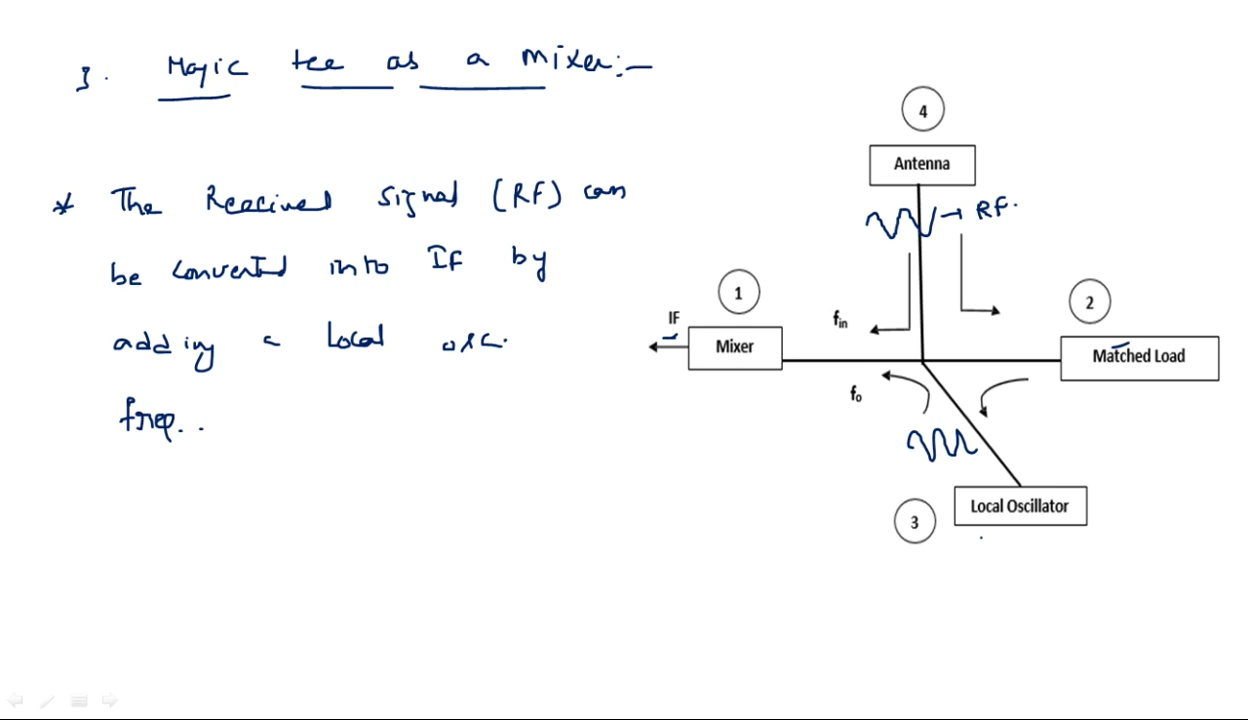 3. Magic tee as a mixer:-
* The Received signal (RF) can
be converted into IF by
adding a Local osc.
freq..
4
Antenna
→ RF.
1
2
IF
fin
Mixer
Matched Load
fo
Local Oscillator
3